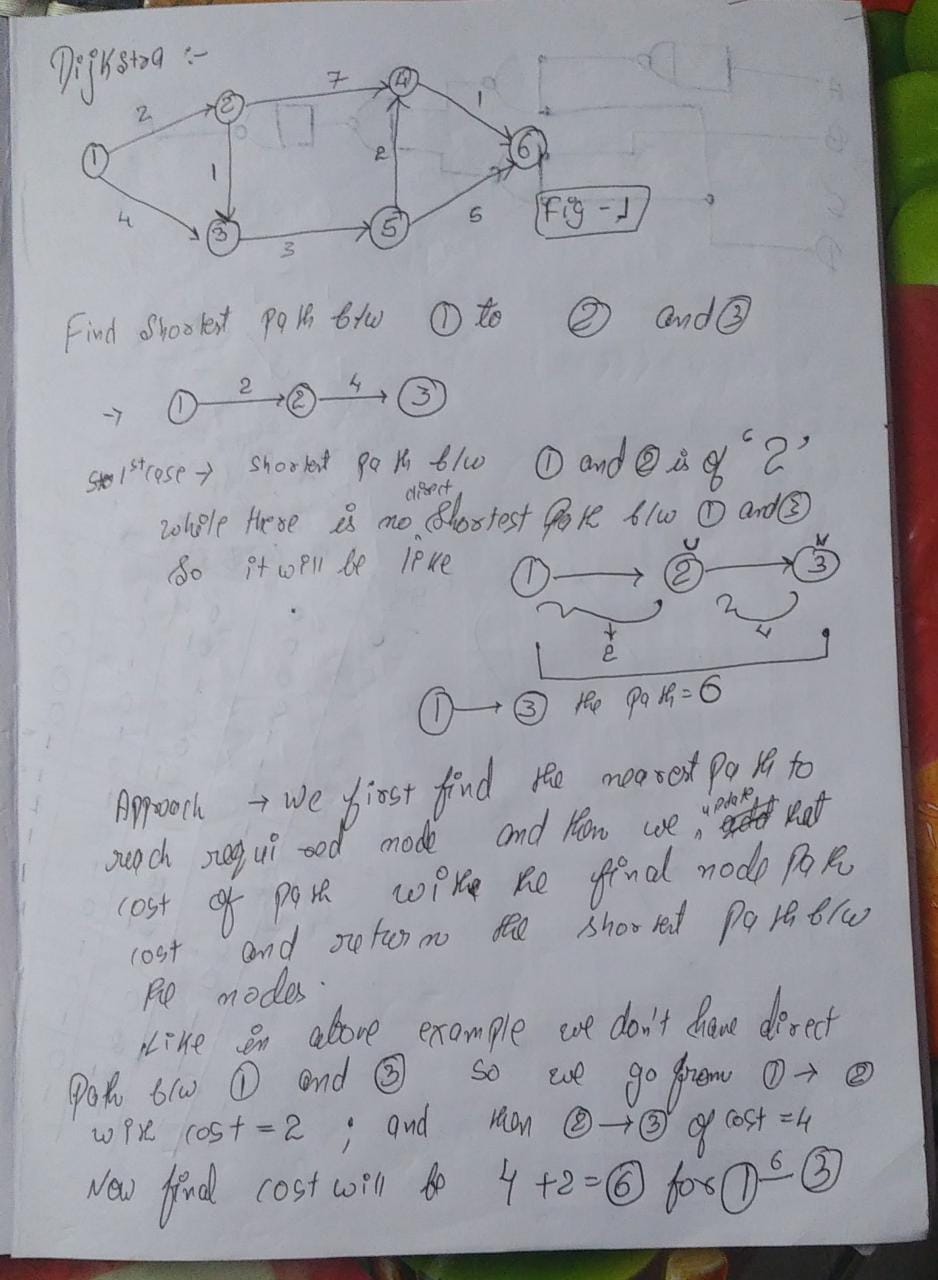 Dijkstra :-
2 7 1
① ② ④ ⑥
1 2
4 3 5
③ ⑤
Fig - 1
Find Shortest path b/w ① to ② and ③
→ ① 2 ② 4 ③
1st case → shortest path b/w ① and ② is of "2"
while there is no direct Shortest path b/w ① and ③
So it will be like ① → ② → ③
2 4
① → ③ the path = 6
Approach → we first find the nearest path to
reach required node and then we update that
cost of path with the final node path
cost and return the shortest path b/w
the nodes.
Like in above example we don't have direct
path b/w ① and ③ so we go from ① → ②
with cost = 2 ; and then ② → ③ of cost = 4
Now final cost will be 4 + 2 = ⑥ for ① 6 ③